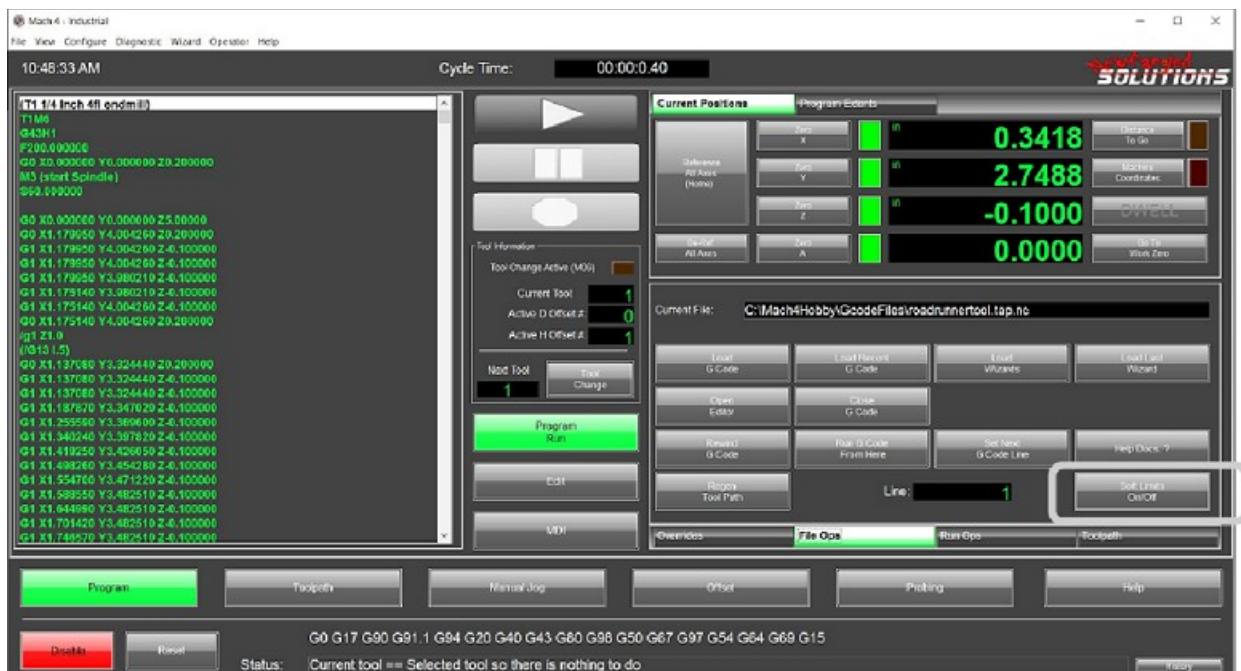 Mach 4 - Industrial
File View Configure Diagnostic Wizard Operator Help
10:48:33 AM
Cycle Time: 00:00:0.40
newfangled
SOLUTIONS
(T1 1/4 Inch 4fl endmill)
T1M6
G43H1
F200.000000
G0 X0.000000 Y0.000000 Z0.200000
M3 (start Spindle)
S60.000000
G0 X0.000000 Y0.000000 Z5.00000
G0 X1.179950 Y4.004260 Z0.200000
G1 X1.179950 Y4.004260 Z-0.100000
G1 X1.179950 Y4.004260 Z-0.100000
G1 X1.179950 Y3.980210 Z-0.100000
G1 X1.175140 Y3.980210 Z-0.100000
G1 X1.175140 Y4.004260 Z-0.100000
G0 X1.175140 Y4.004260 Z0.200000
/g1 Z1.0
(/G13 I.5)
G0 X1.137080 Y3.324440 Z0.200000
G1 X1.137080 Y3.324440 Z-0.100000
G1 X1.137080 Y3.324440 Z-0.100000
G1 X1.187870 Y3.347020 Z-0.100000
G1 X1.255590 Y3.369600 Z-0.100000
G1 X1.340240 Y3.397820 Z-0.100000
G1 X1.419250 Y3.426050 Z-0.100000
G1 X1.498260 Y3.454280 Z-0.100000
G1 X1.554700 Y3.471220 Z-0.100000
G1 X1.588550 Y3.482510 Z-0.100000
G1 X1.644990 Y3.482510 Z-0.100000
G1 X1.701420 Y3.482510 Z-0.100000
G1 X1.746570 Y3.482510 Z-0.100000
Tool Information
Tool Change Active (M06)
Current Tool 1
Active D Offset #: 0
Active H Offset #: 1
Next Tool
1
Tool
Change
Program
Run
Edit
MDI
Current Positions
Program Extents
Reference
All Axes
(Home)
De-Ref
All Axes
Zero
X
in
0.3418
Distance
To Go
Zero
Y
in
2.7488
Machine
Coordinates
Zero
Z
in
-0.1000
DWELL
Zero
A
0.0000
Go To
Work Zero
Current File: C:\Mach4Hobby\GcodeFiles\roadrunnertool.tap.nc
Load
G Code
Load Recent
G Code
Load
Wizards
Load Last
Wizard
Open
Editor
Close
G Code
Rewind
G Code
Run G Code
From Here
Set Next
G Code Line
Help Docs. ?
Regen
Tool Path
Line: 1
Soft Limits
On/Off
Overrides
File Ops
Run Ops
Toolpath
Program
Toolpath
Manual Jog
Offset
Probing
Help
Disable
Reset
G0 G17 G90 G91.1 G94 G20 G40 G43 G80 G98 G50 G67 G97 G54 G64 G69 G15
Status: Current tool == Selected tool so there is nothing to do
History